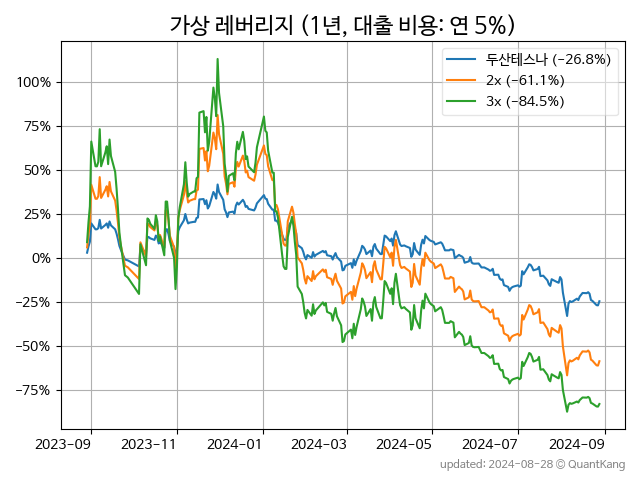 가상 레버리지 (1년, 대출 비용: 연 5%)
두산테스나 (-26.8%)
2x (-61.1%)
3x (-84.5%)
100%
75%
50%
25%
0%
-25%
-50%
-75%
2023-09 2023-11 2024-01 2024-03 2024-05 2024-07 2024-09
updated: 2024-08-28 © QuantKang